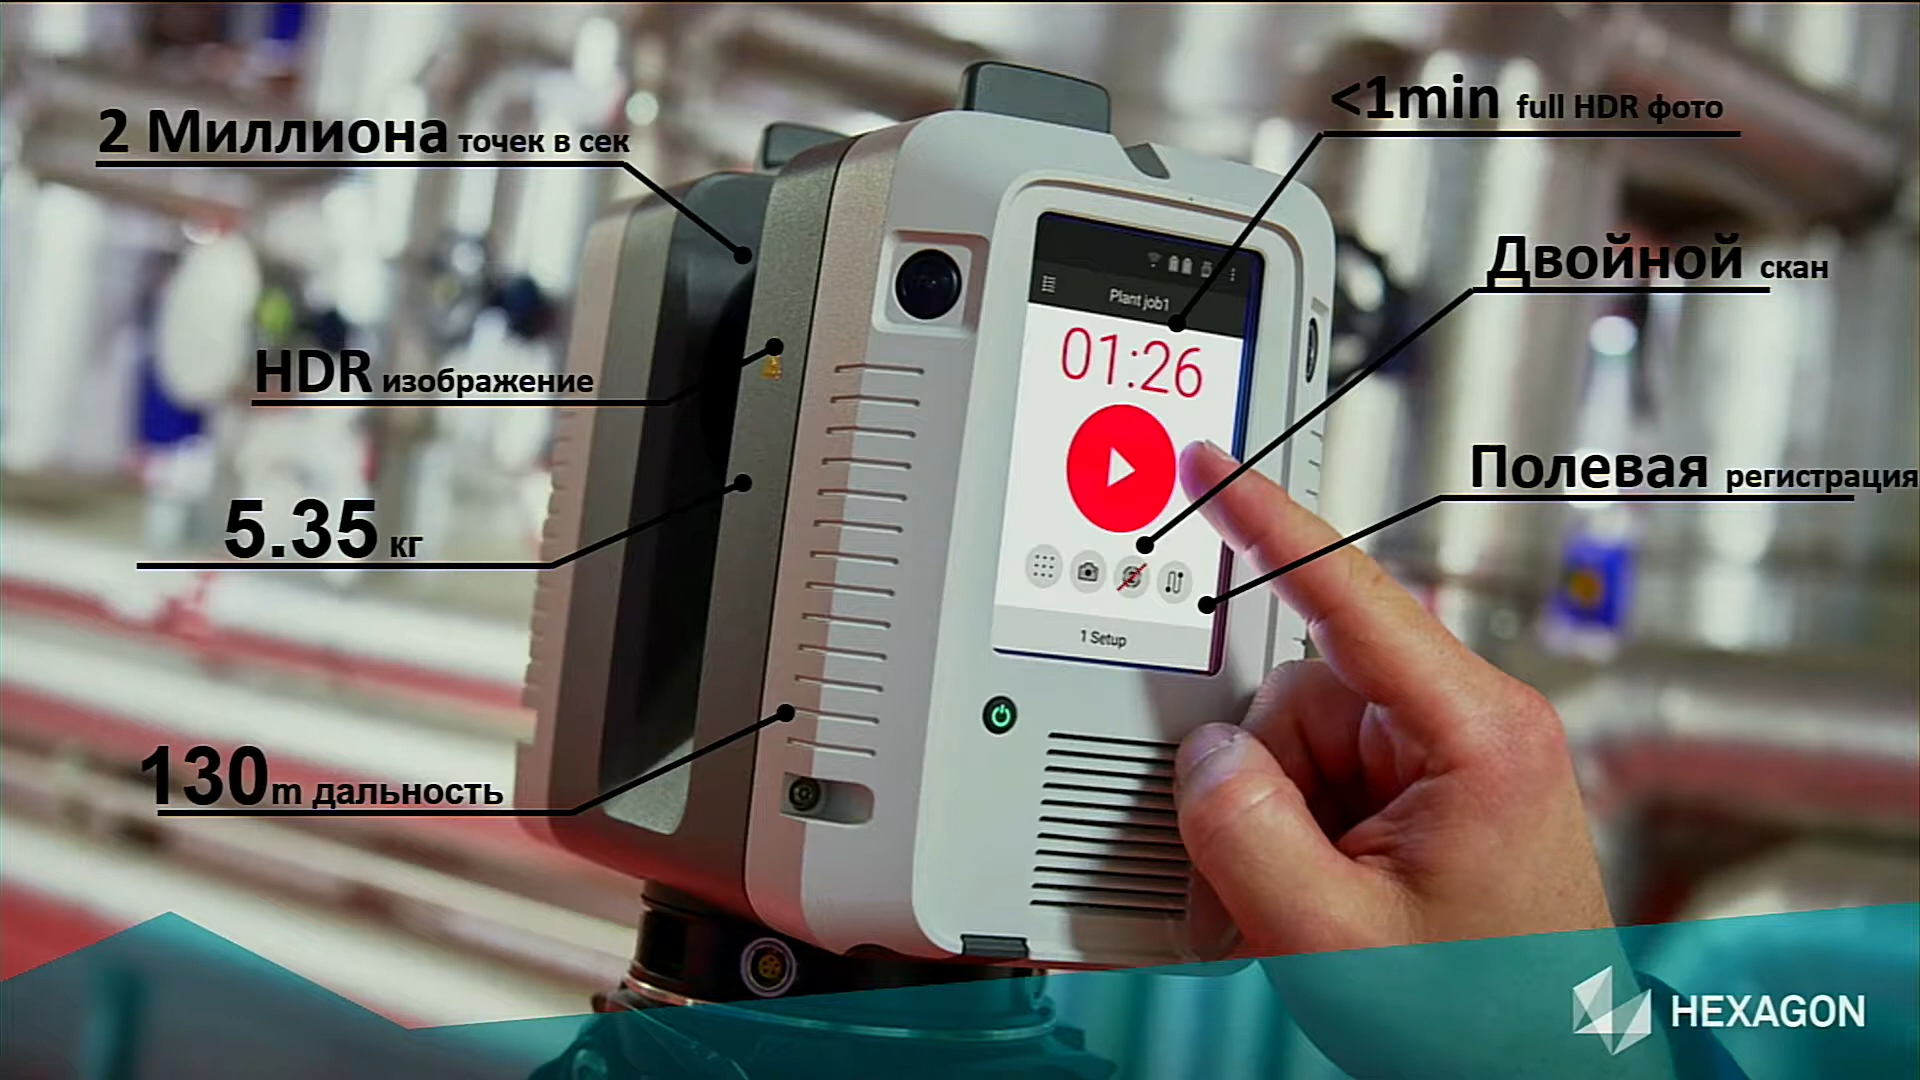 2 Миллиона точек в сек
<1min full HDR фото
Двойной скан
HDR изображение
Полевая регистрация
5.35 кг
130m дальность
Plant job1
01:26
1 Setup
HEXAGON